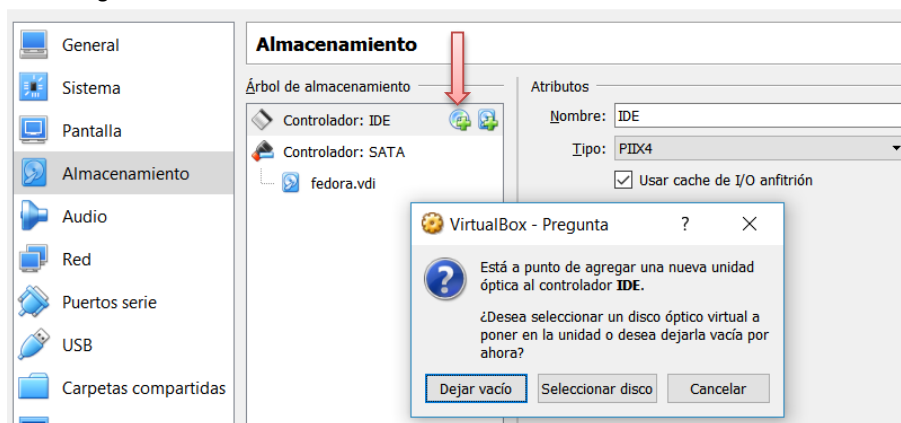 General
Sistema
Pantalla
Almacenamiento
Audio
Red
Puertos serie
USB
Carpetas compartidas
Almacenamiento
Árbol de almacenamiento
Controlador: IDE
Controlador: SATA
fedora.vdi
Atributos
Nombre: IDE
Tipo: PIIX4
Usar cache de I/O anfitrión
VirtualBox - Pregunta ? X
Está a punto de agregar una nueva unidad
óptica al controlador IDE.
¿Desea seleccionar un disco óptico virtual a
poner en la unidad o desea dejarla vacía por
ahora?
Dejar vacío Seleccionar disco Cancelar